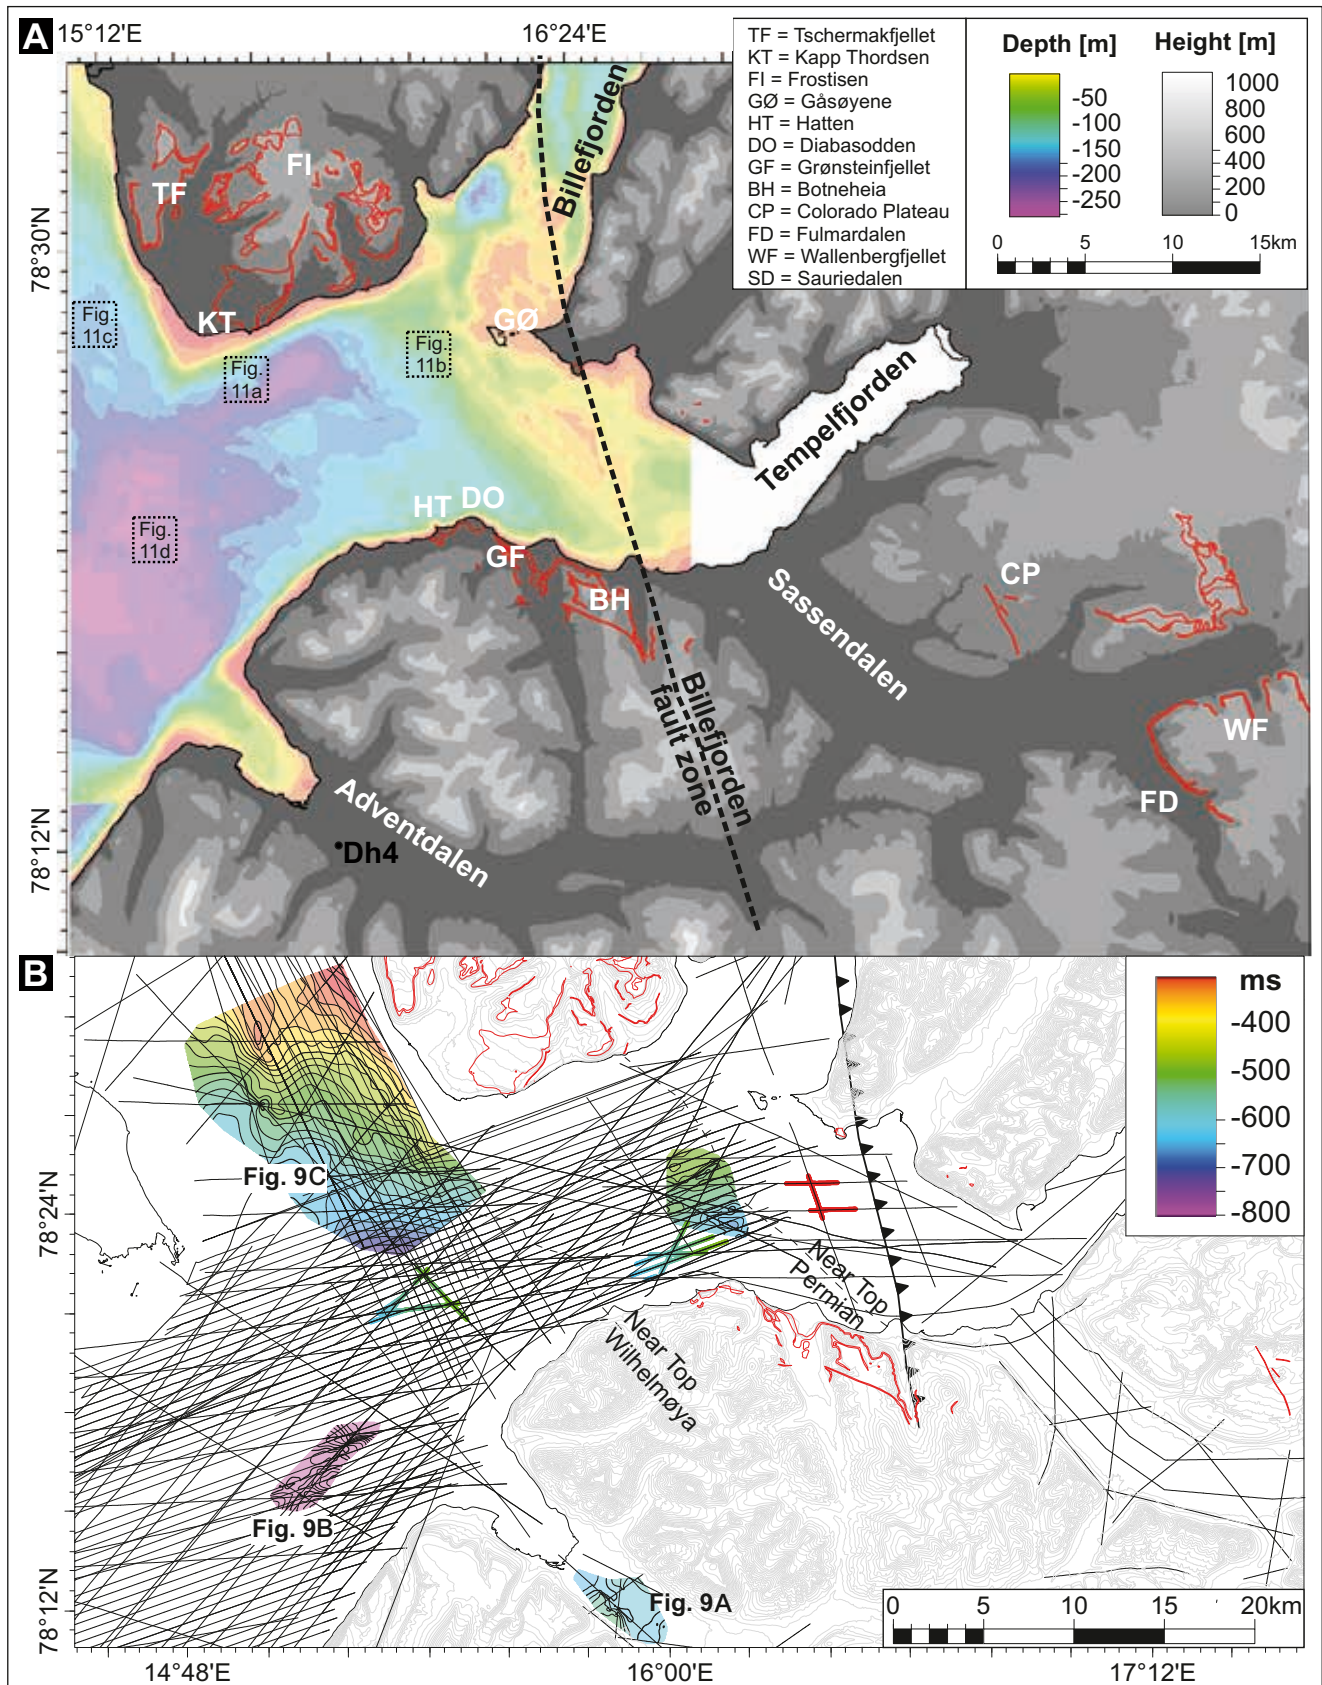 A
15°12'E
16°24'E
TF = Tschermakfjellet
KT = Kapp Thordsen
FI = Frostisen
GØ = Gåsøyene
HT = Hatten
DO = Diabasodden
GF = Grønsteinfjellet
BH = Botneheia
CP = Colorado Plateau
FD = Fulmardalen
WF = Wallenbergfjellet
SD = Sauriedalen
Depth [m]
-50
-100
-150
-200
-250
Height [m]
1000
800
600
400
200
0
0
5
10
15km
78°30'N
78°12'N
TF
FI
KT
GØ
Billefjorden
Fig.
11c
Fig.
11a
Fig.
11b
Fig.
11d
Tempelfjorden
HT
DO
GF
BH
CP
Sassendalen
Billefjorden
fault zone
WF
FD
Adventdalen
Dh4
B
ms
-400
-500
-600
-700
-800
Fig. 9C
78°24'N
Near Top
Permian
Near Top
Wilhelmøya
Fig. 9B
Fig. 9A
78°12'N
0
5
10
15
20km
14°48'E
16°00'E
17°12'E